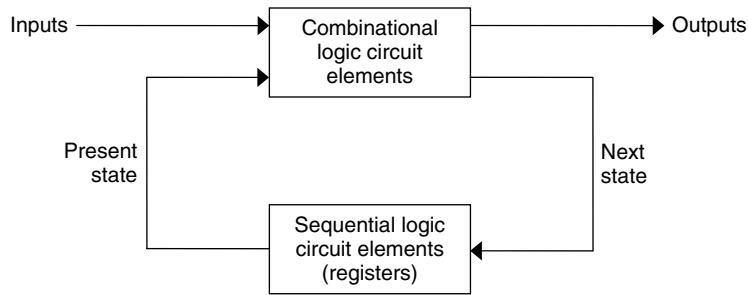 Inputs
Combinational
logic circuit
elements
Outputs
Present
state
Next
state
Sequential logic
circuit elements
(registers)